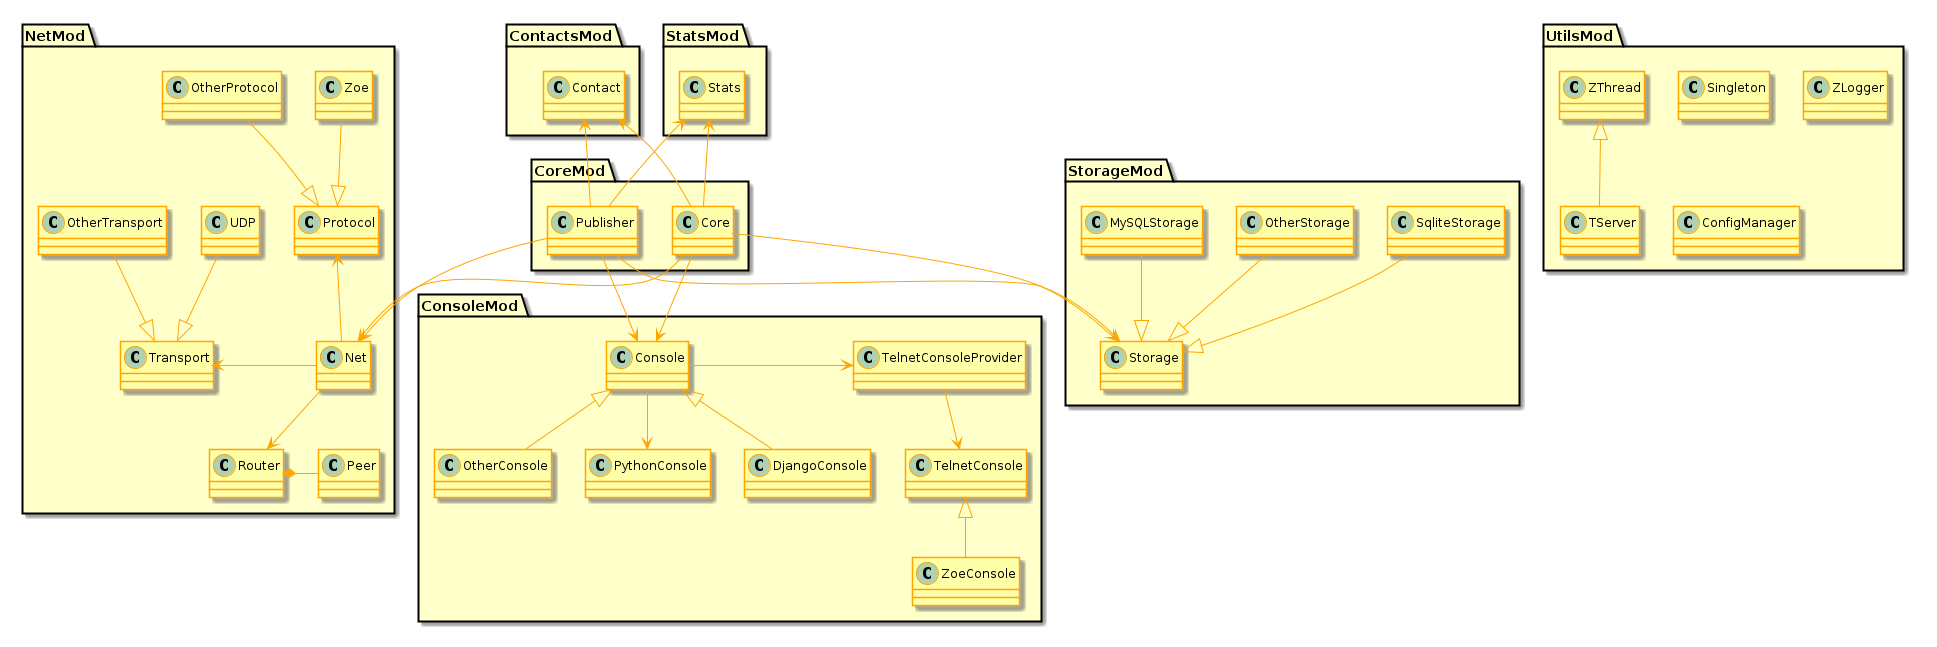 NetMod
C OtherProtocol
C Zoe
C OtherTransport
C UDP
C Protocol
C Transport
C Net
C Router
C Peer
ContactsMod
C Contact
StatsMod
C Stats
CoreMod
C Publisher
C Core
ConsoleMod
C Console
C TelnetConsoleProvider
C OtherConsole
C PythonConsole
C DjangoConsole
C TelnetConsole
C ZoeConsole
StorageMod
C MySQLStorage
C OtherStorage
C SqliteStorage
C Storage
UtilsMod
C ZThread
C Singleton
C ZLogger
C TServer
C ConfigManager